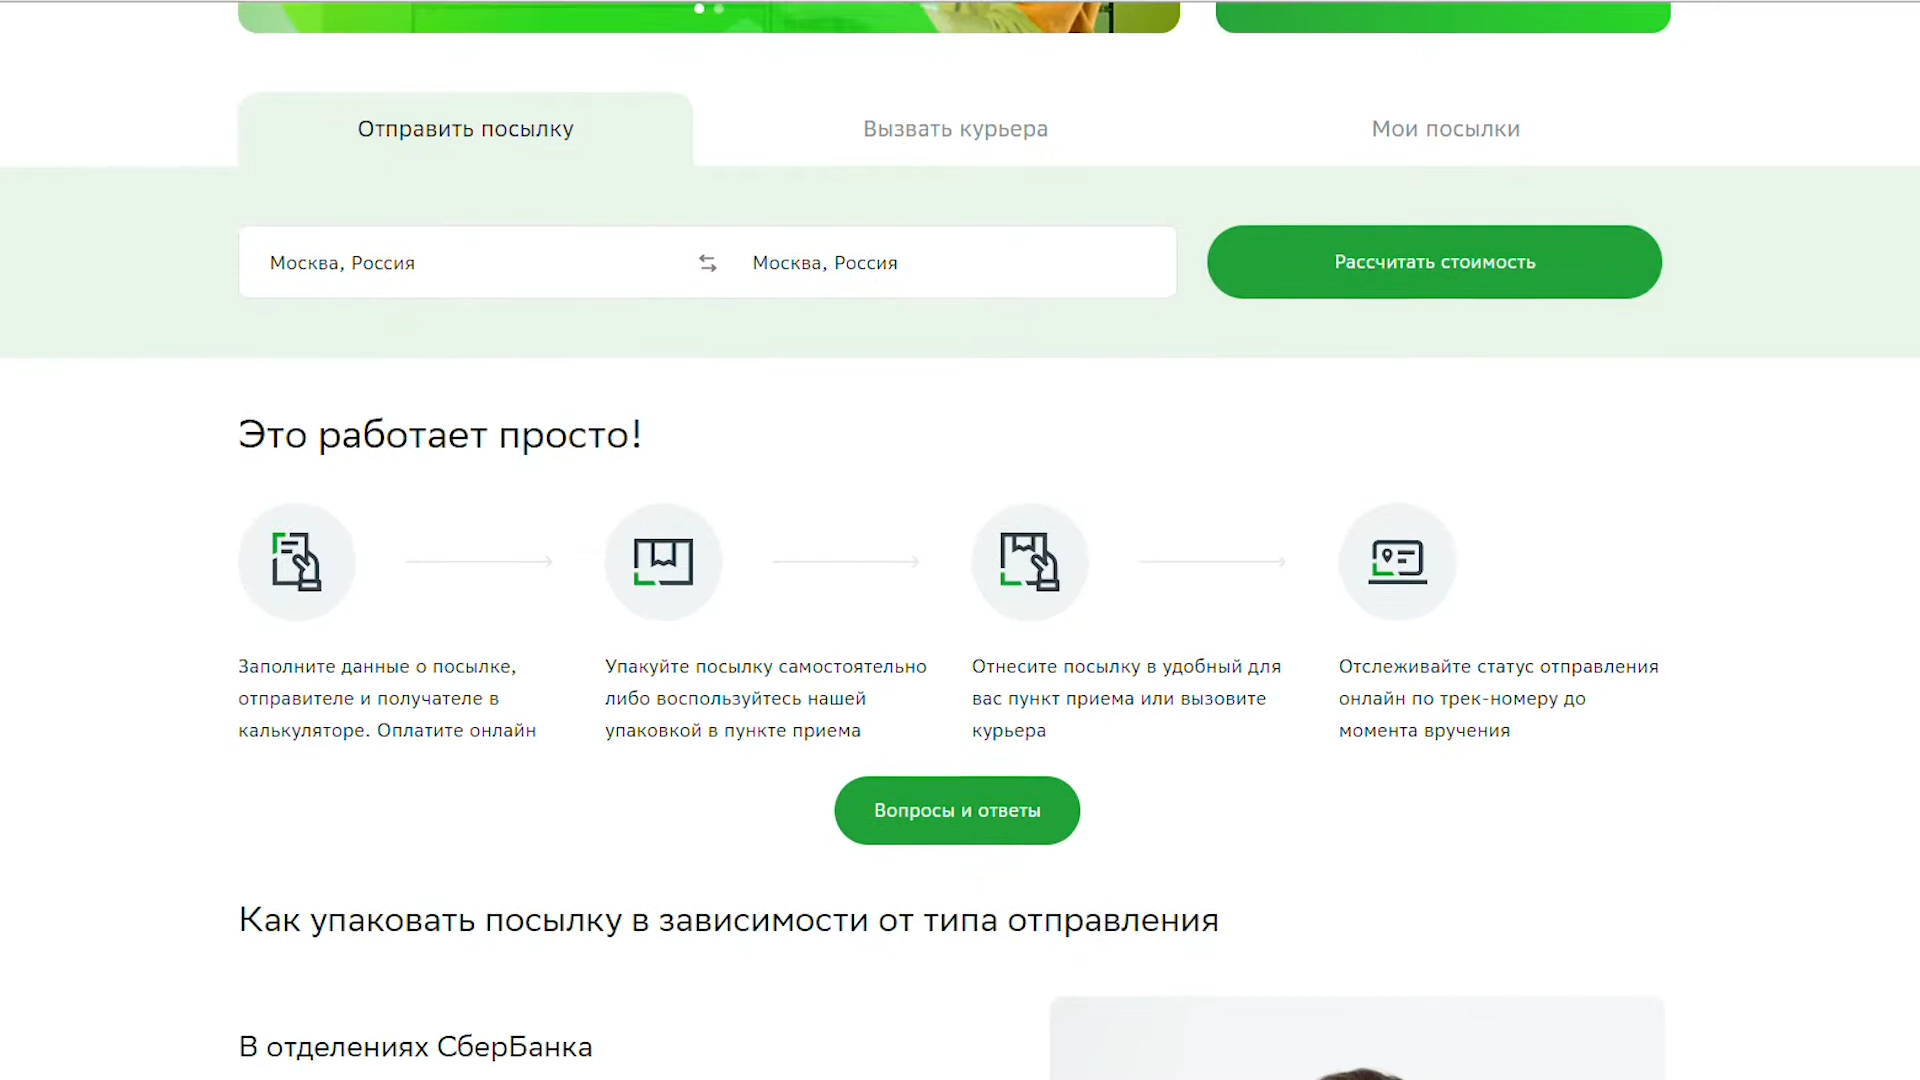 Отправить посылку
Вызвать курьера
Мои посылки
Москва, Россия
Москва, Россия
Рассчитать стоимость
Это работает просто!
Заполните данные о посылке,
отправителе и получателе в
калькуляторе. Оплатите онлайн
Упакуйте посылку самостоятельно
либо воспользуйтесь нашей
упаковкой в пункте приема
Отнесите посылку в удобный для
вас пункт приема или вызовите
курьера
Отслеживайте статус отправления
онлайн по трек-номеру до
момента вручения
Вопросы и ответы
Как упаковать посылку в зависимости от типа отправления
В отделениях СберБанка